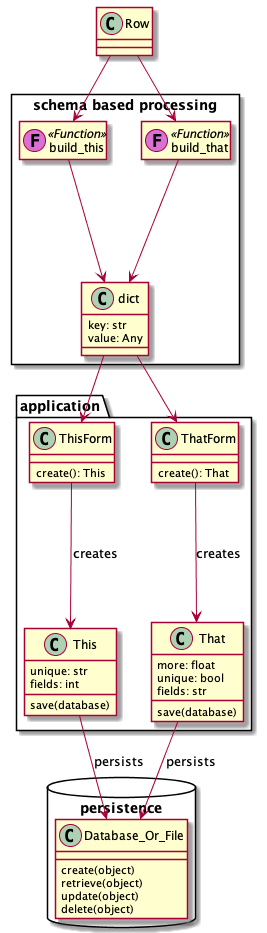 C Row
schema based processing
F «Function» build_this
F «Function» build_that
C dict
key: str
value: Any
application
C ThisForm
create(): This
C ThatForm
create(): That
creates
creates
C This
unique: str
fields: int
save(database)
C That
more: float
unique: bool
fields: str
save(database)
persists
persists
persistence
C Database_Or_File
create(object)
retrieve(object)
update(object)
delete(object)